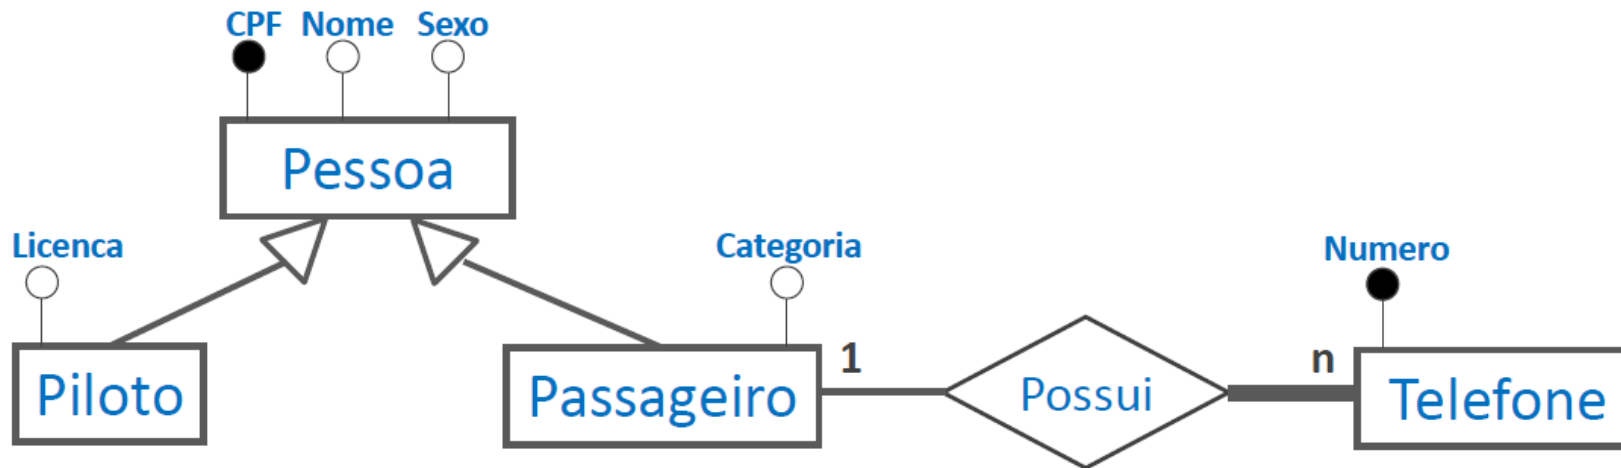 CPF Nome Sexo
Pessoa
Licenca
Categoria
Numero
Piloto
Passageiro
1
Possui
n
Telefone